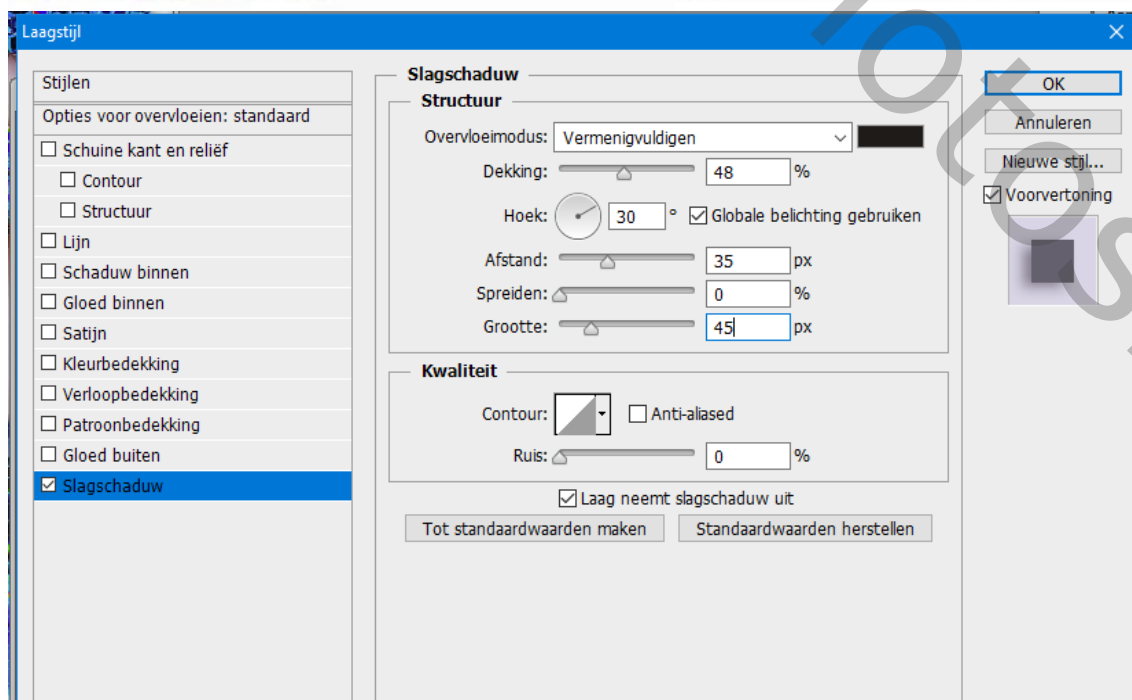 Laagstijl
Stijlen
Opties voor overvloeien: standaard
Schuine kant en reliëf
Contour
Structuur
Lijn
Schaduw binnen
Gloed binnen
Satijn
Kleurbedekking
Verloopbedekking
Patroonbedekking
Gloed buiten
Slagschaduw
Slagschaduw
Structuur
Overvloeimodus: Vermenigvuldigen
Dekking: 48 %
Hoek: 30 ° Globale belichting gebruiken
Afstand: 35 px
Spreiden: 0 %
Grootte: 45 px
Kwaliteit
Contour: Anti-aliased
Ruis: 0 %
Laag neemt slagschaduw uit
Tot standaardwaarden maken Standaardwaarden herstellen
OK
Annuleren
Nieuwe stijl...
Voorvertoning